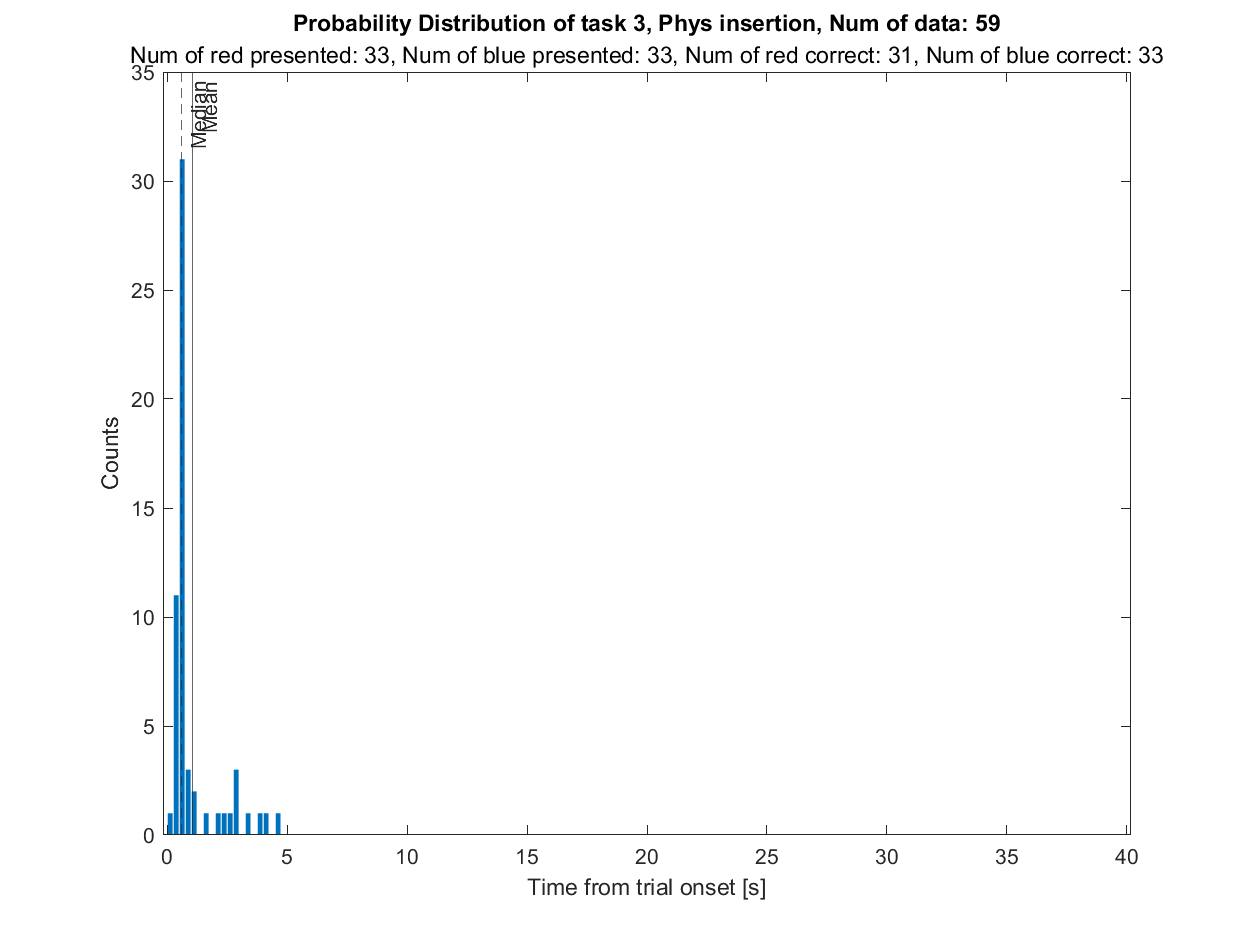 Probability Distribution of task 3, Phys insertion, Num of data: 59
Num of red presented: 33, Num of blue presented: 33, Num of red correct: 31, Num of blue correct: 33
35
30
25
20
15
10
5
0
Median
Mean
Counts
0 5 10 15 20 25 30 35 40
Time from trial onset [s]